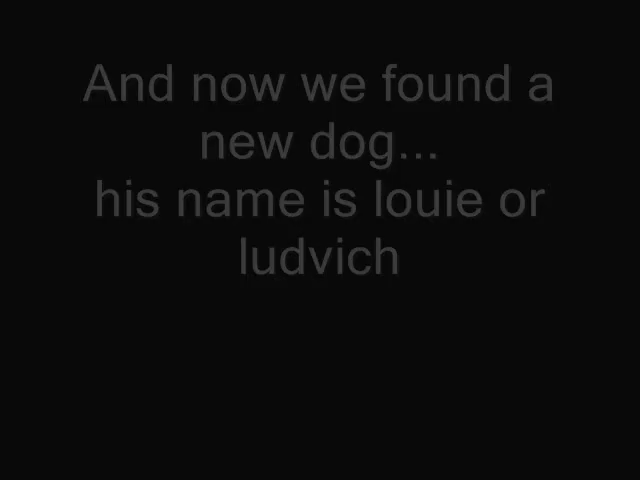 And now we found a
new dog...
his name is louie or
ludvich